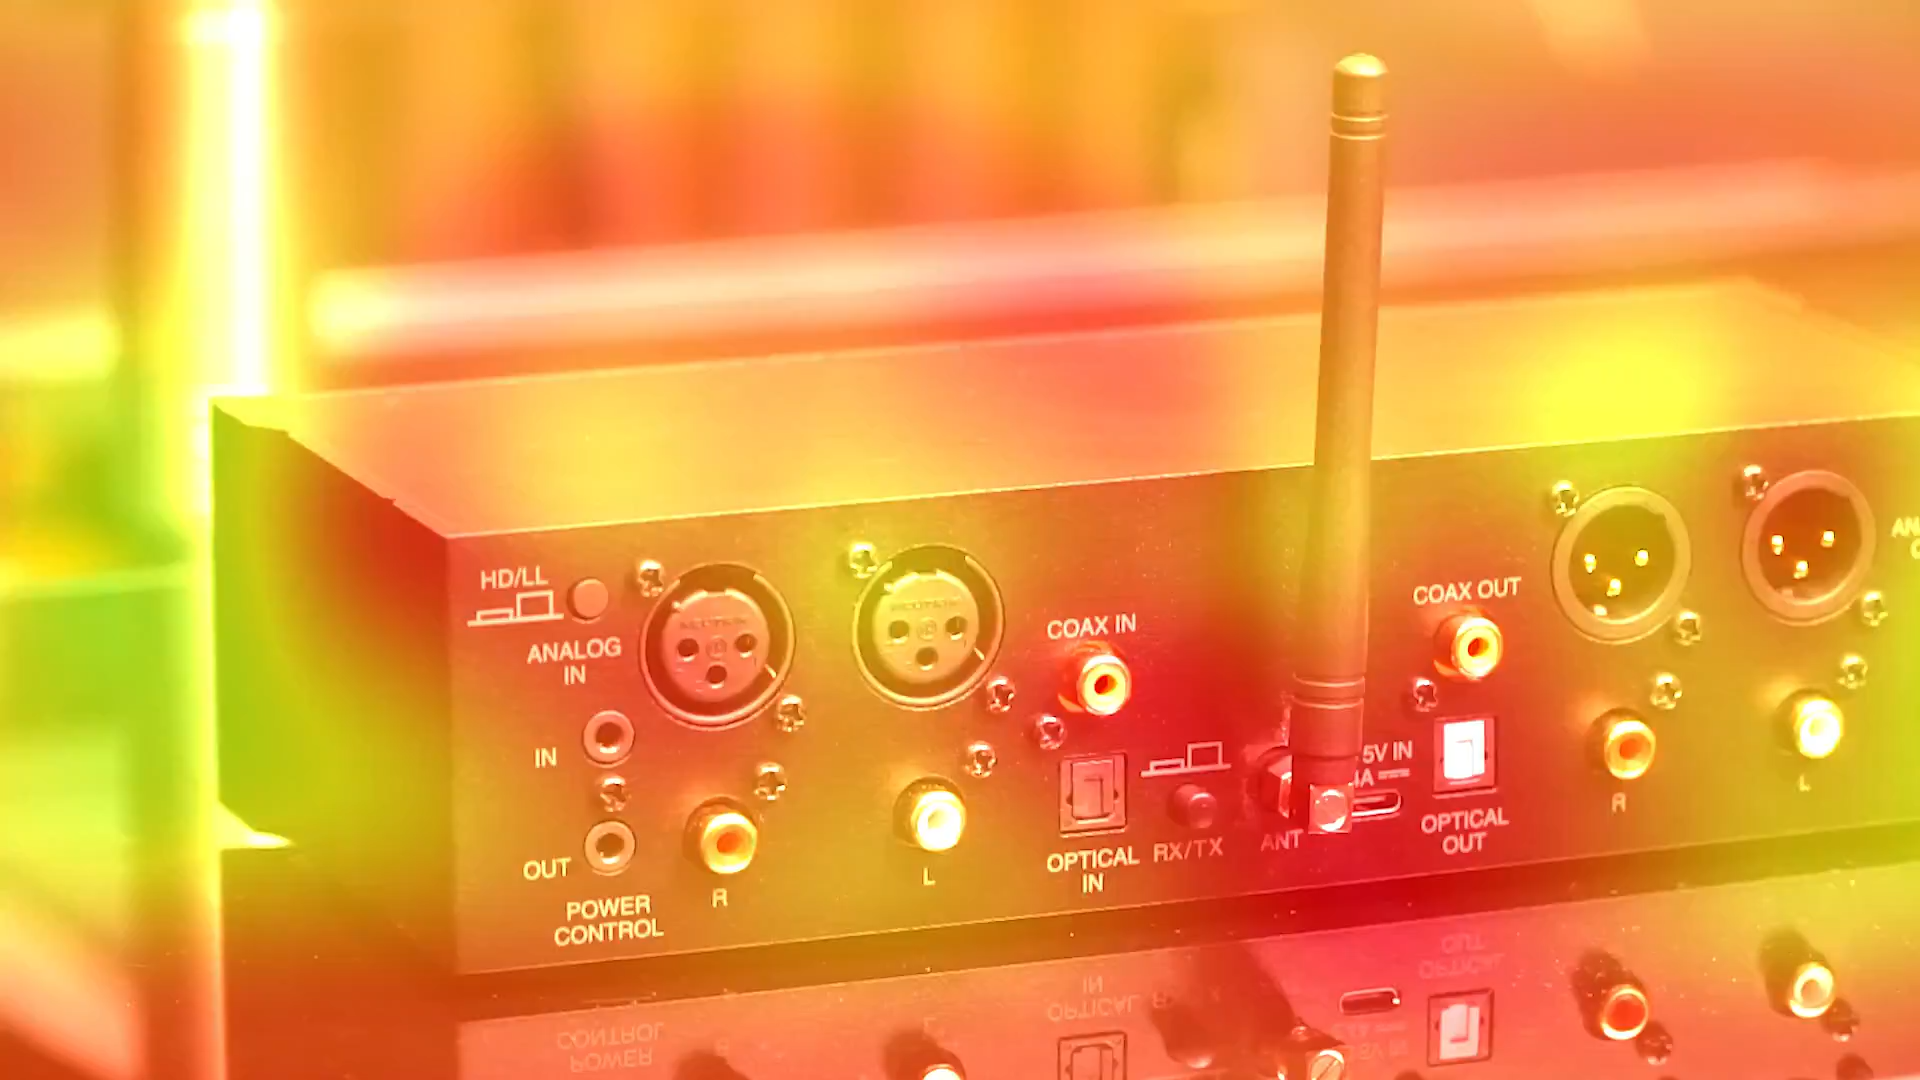 HD/LL
ANALOG
IN
IN
OUT
POWER
CONTROL
R
L
COAX IN
OPTICAL
IN
RX/TX
ANT
5V IN
COAX OUT
OPTICAL
OUT
R
L